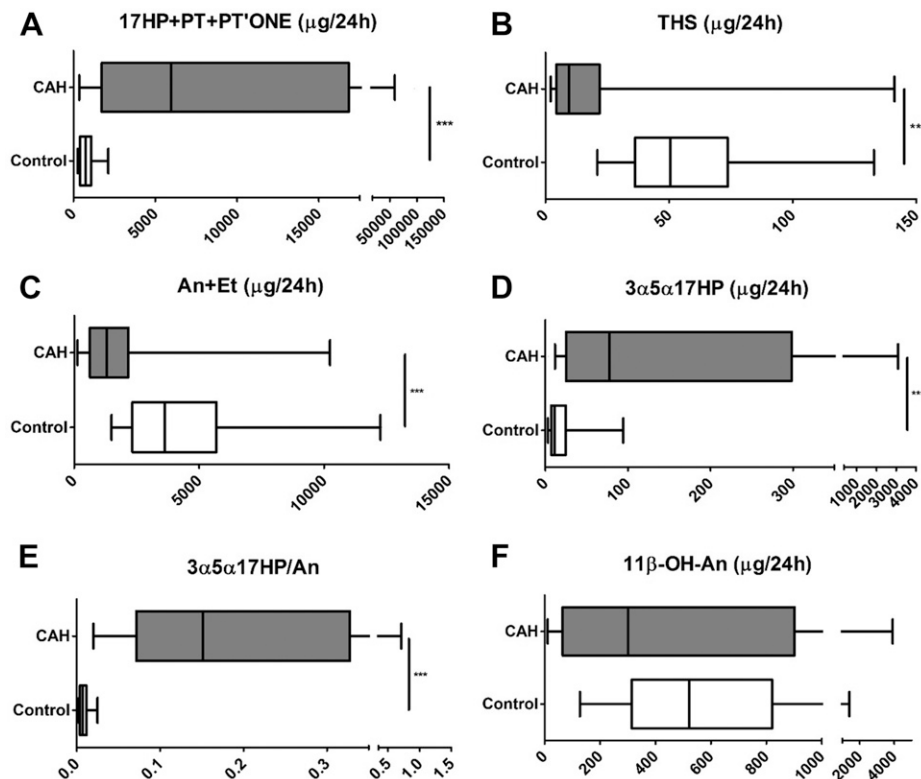 A
17HP+PT+PT'ONE (μg/24h)
CAH
Control
***
0
5000
10000
15000
50000
100000
150000
B
THS (μg/24h)
CAH
Control
**
0
50
100
150
C
An+Et (μg/24h)
CAH
Control
***
0
5000
10000
15000
D
3α5α17HP (μg/24h)
CAH
Control
**
0
100
200
300
1000
2000
3000
4000
E
3α5α17HP/An
CAH
Control
***
0.0
0.1
0.2
0.3
0.5
1.0
1.5
F
11β-OH-An (μg/24h)
CAH
Control
0
200
400
600
800
1000
2000
4000